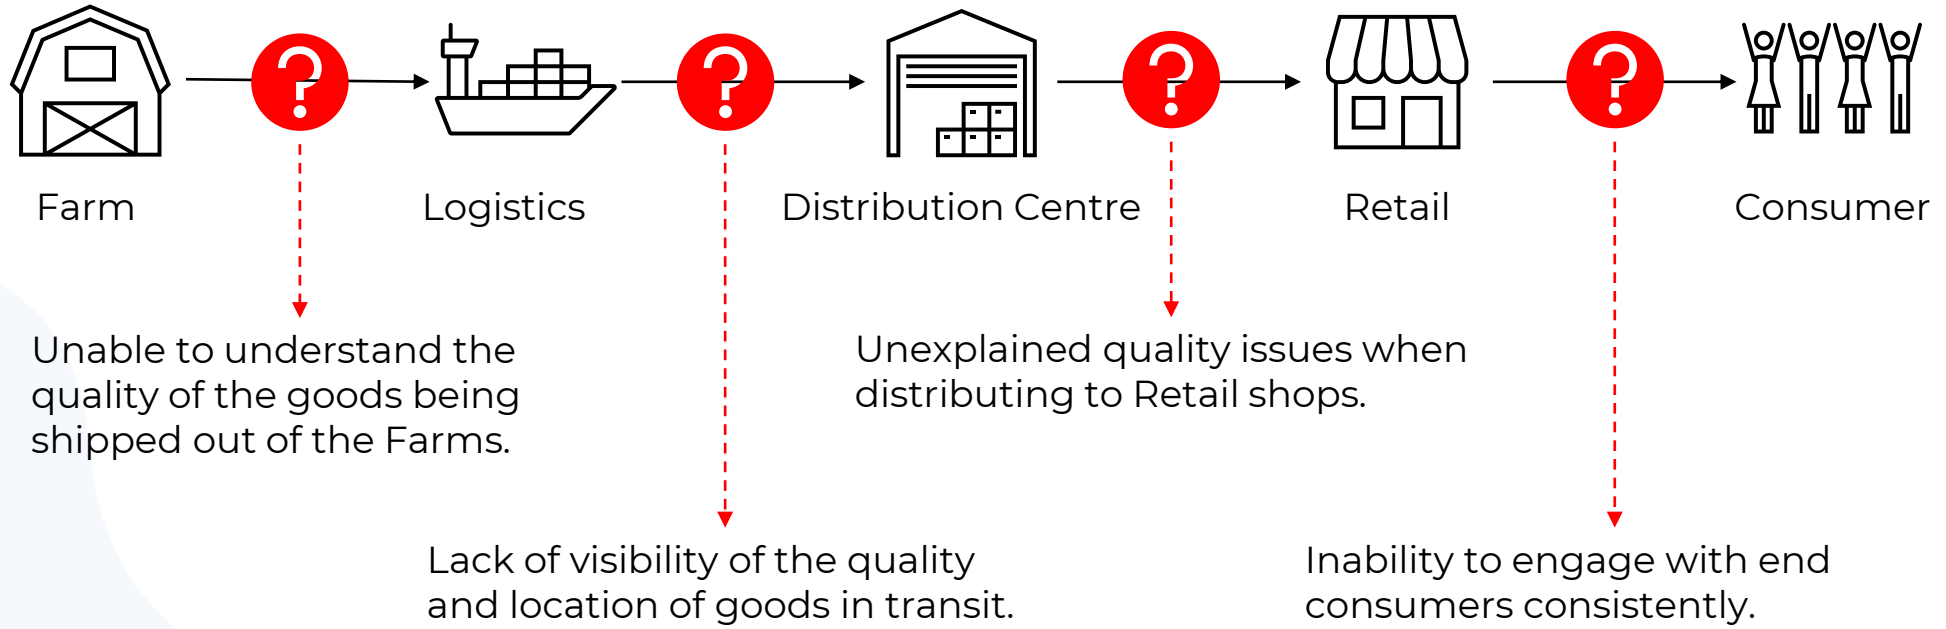 ?
?
?
?
Farm
Logistics
Distribution Centre
Retail
Consumer
Unable to understand the
quality of the goods being
shipped out of the Farms.
Lack of visibility of the quality
and location of goods in transit.
Unexplained quality issues when
distributing to Retail shops.
Inability to engage with end
consumers consistently.